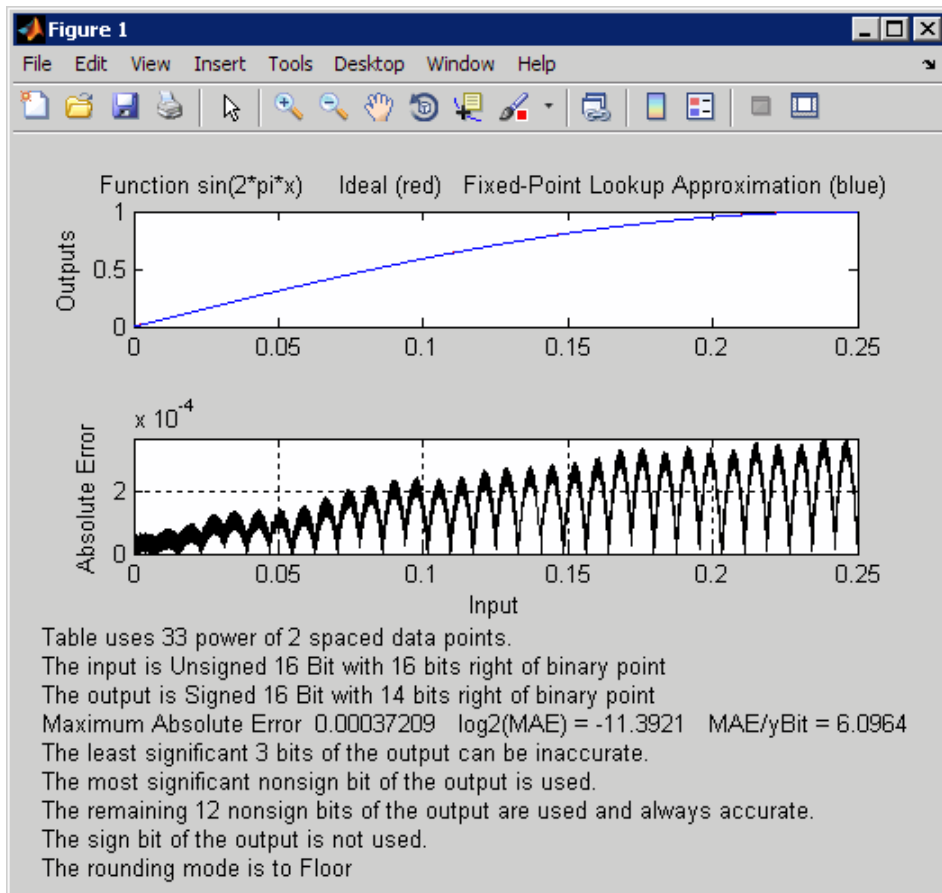 Figure 1
File Edit View Insert Tools Desktop Window Help
Function sin(2*pi*x) Ideal (red) Fixed-Point Lookup Approximation (blue)
Outputs
1
0.5
0
0 0.05 0.1 0.15 0.2 0.25
x 10^-4
Absolute Error
2
0
0 0.05 0.1 0.15 0.2 0.25
Input
Table uses 33 power of 2 spaced data points.
The input is Unsigned 16 Bit with 16 bits right of binary point
The output is Signed 16 Bit with 14 bits right of binary point
Maximum Absolute Error 0.00037209 log2(MAE) = -11.3921 MAE/yBit = 6.0964
The least significant 3 bits of the output can be inaccurate.
The most significant nonsign bit of the output is used.
The remaining 12 nonsign bits of the output are used and always accurate.
The sign bit of the output is not used.
The rounding mode is to Floor